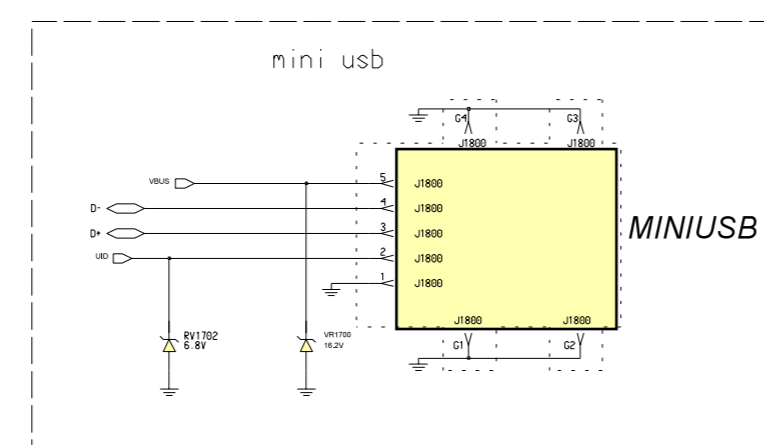 mini usb
G4 G3
J1800 J1800
VBUS 5 J1800
D- 4 J1800
D+ 3 J1800
MINIUSB
UID 2 J1800
1 J1800
J1800 J1800
RV1702
6.8V
VR1700
16.2V
G1 G2